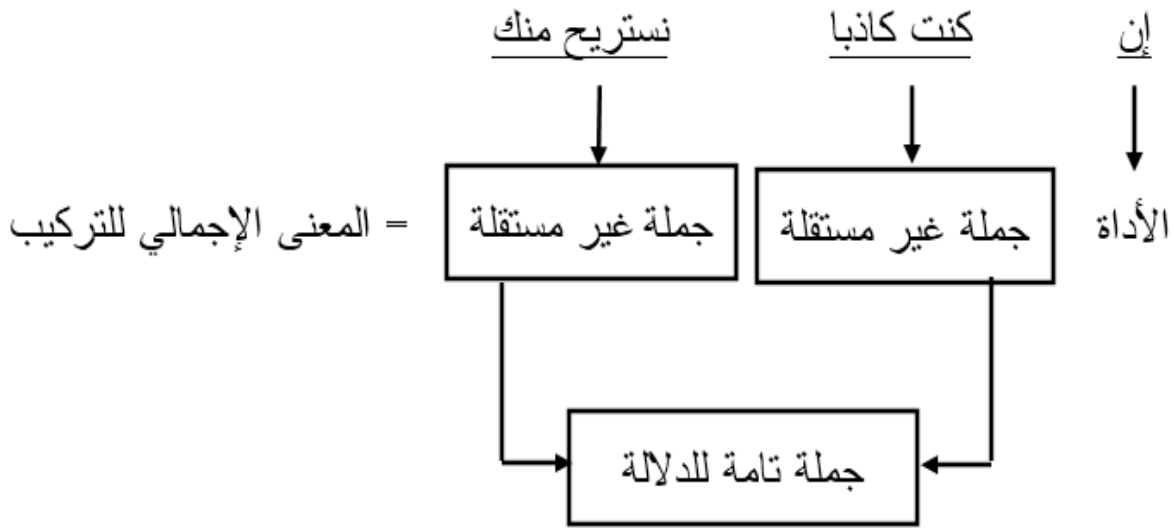 إن كنت كاذبا نستريح منك
الأداة جملة غير مستقلة جملة غير مستقلة = المعنى الإجمالي للتركيب
جملة تامة للدلالة